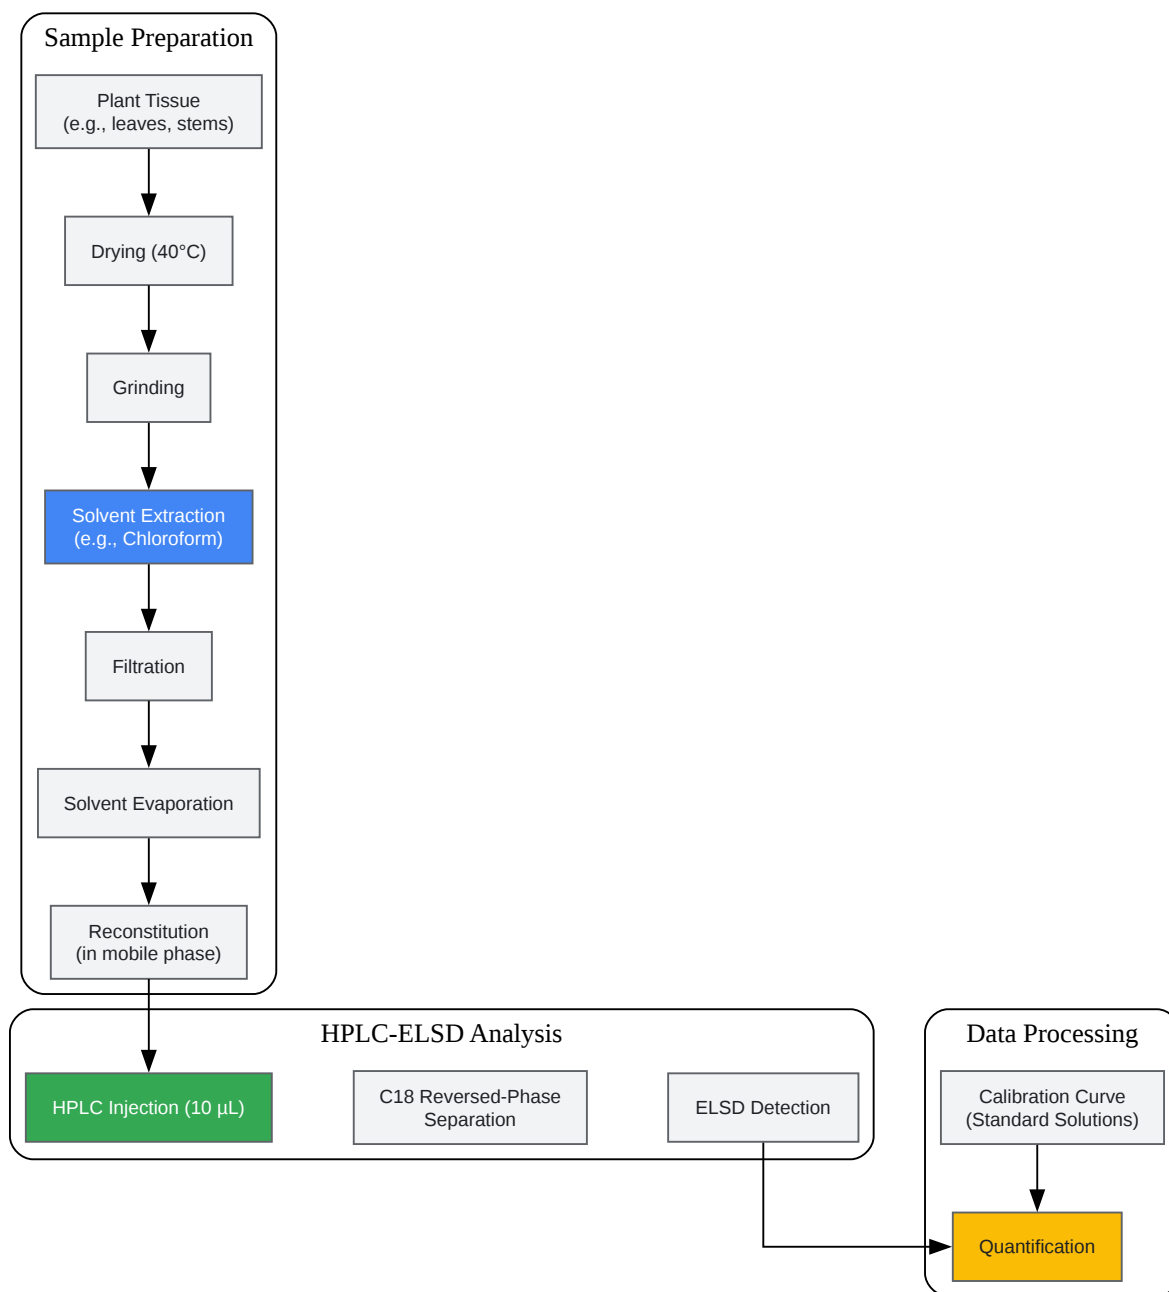 Sample Preparation
Plant Tissue
(e.g., leaves, stems)
Drying (40°C)
Grinding
Solvent Extraction
(e.g., Chloroform)
Filtration
Solvent Evaporation
Reconstitution
(in mobile phase)
HPLC-ELSD Analysis
HPLC Injection (10 µL)
C18 Reversed-Phase
Separation
ELSD Detection
Data Processing
Calibration Curve
(Standard Solutions)
Quantification